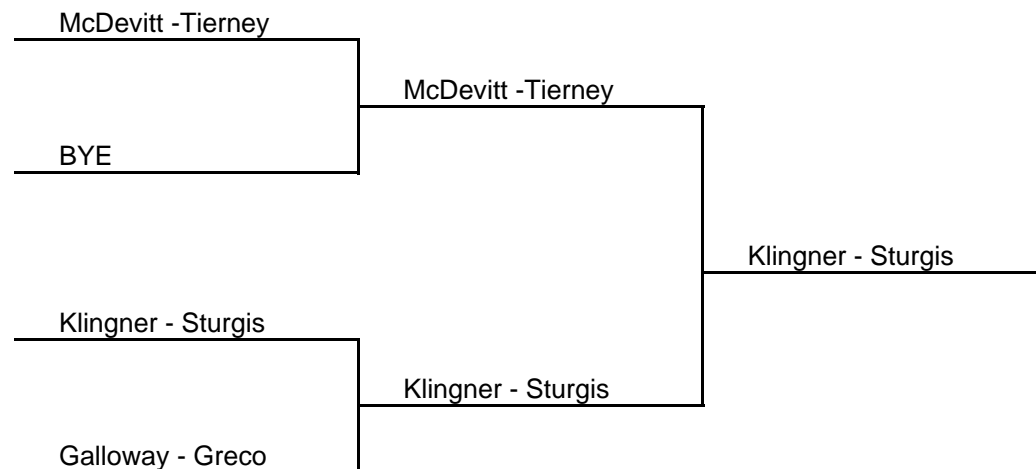 McDevitt -Tierney
McDevitt -Tierney
BYE
Klingner - Sturgis
Klingner - Sturgis
Klingner - Sturgis
Galloway - Greco